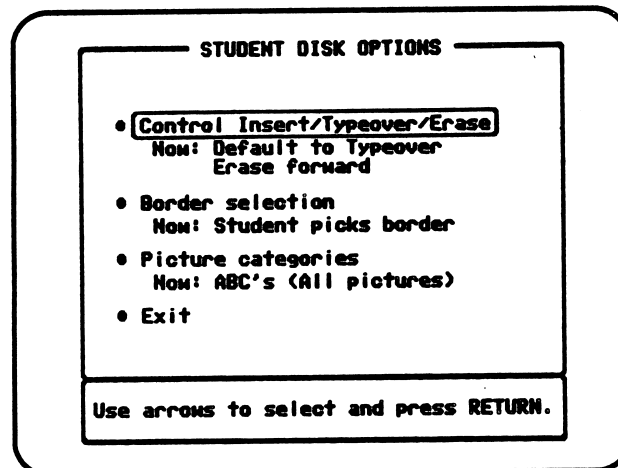 STUDENT DISK OPTIONS
• Control Insert/Typeover/Erase
Now: Default to Typeover
Erase forward
• Border selection
Now: Student picks border
• Picture categories
Now: ABC's (All pictures)
• Exit
Use arrows to select and press RETURN.